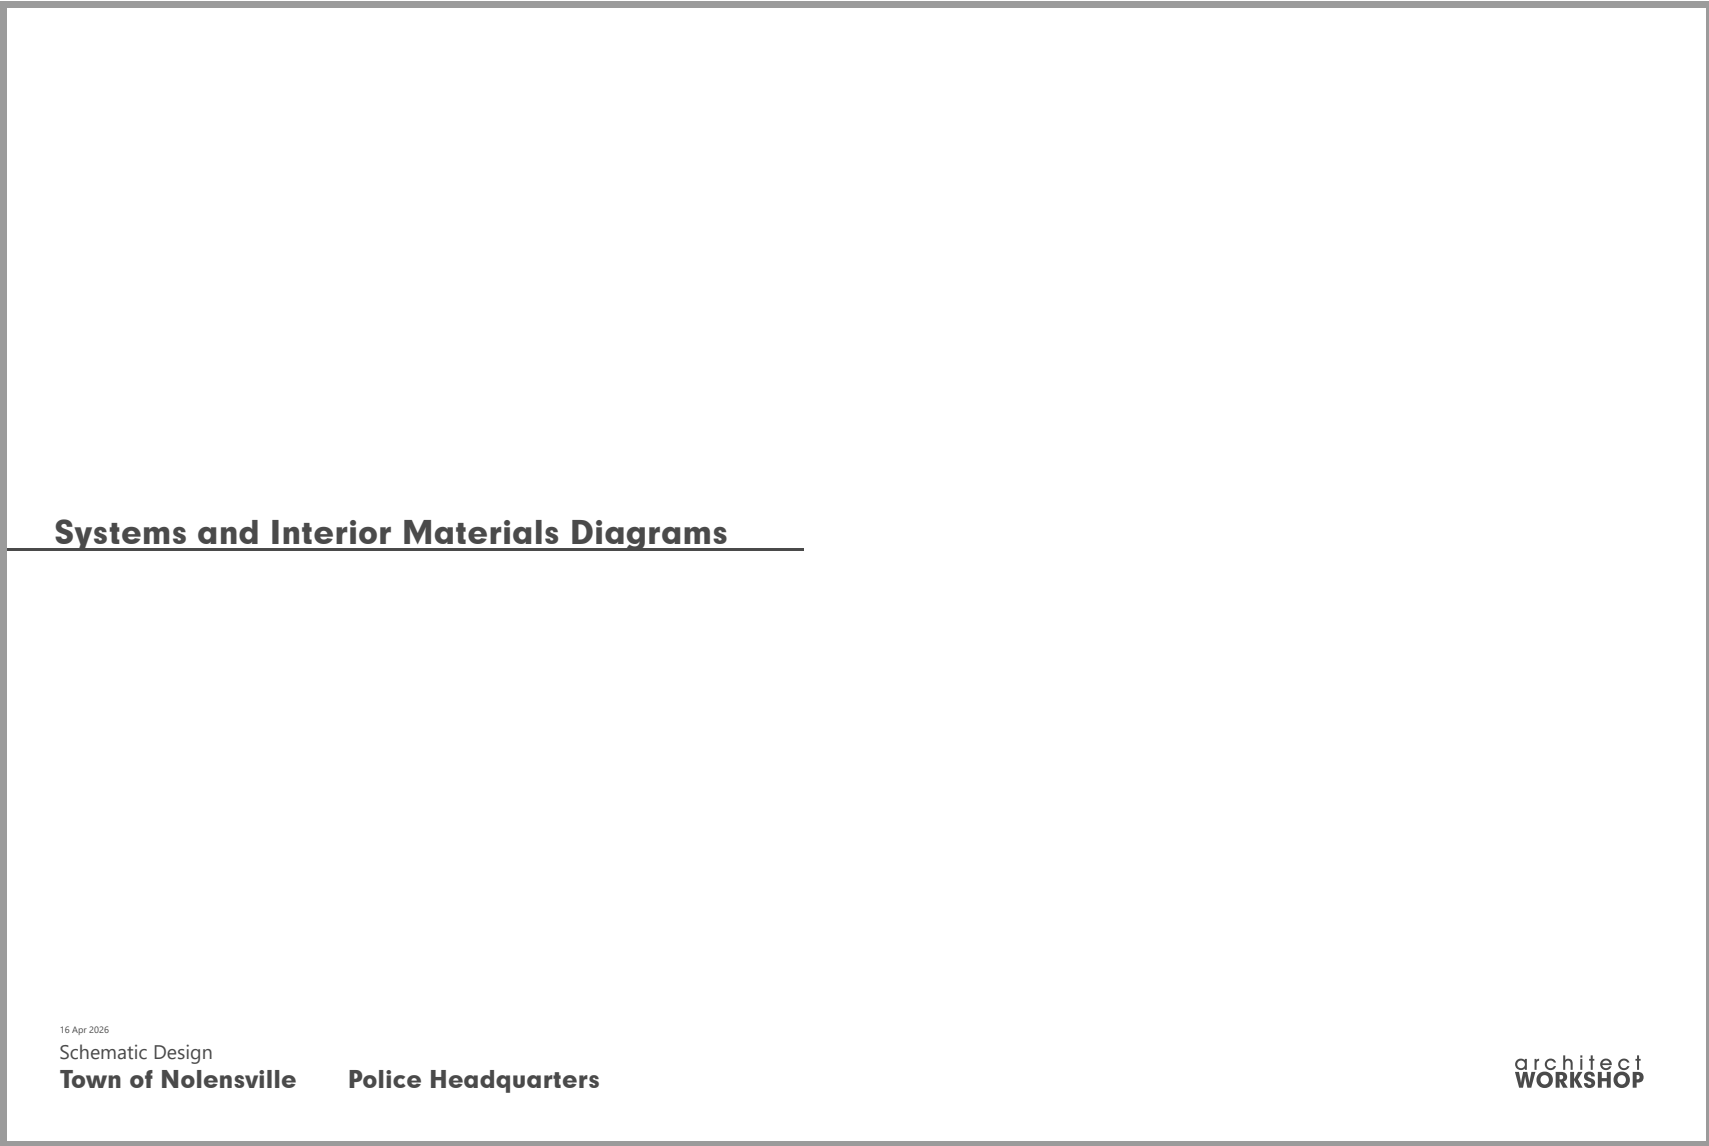 Systems and Interior Materials Diagrams
16 Apr 2026
Schematic Design
Town of Nolensville Police Headquarters
architect
WORKSHOP